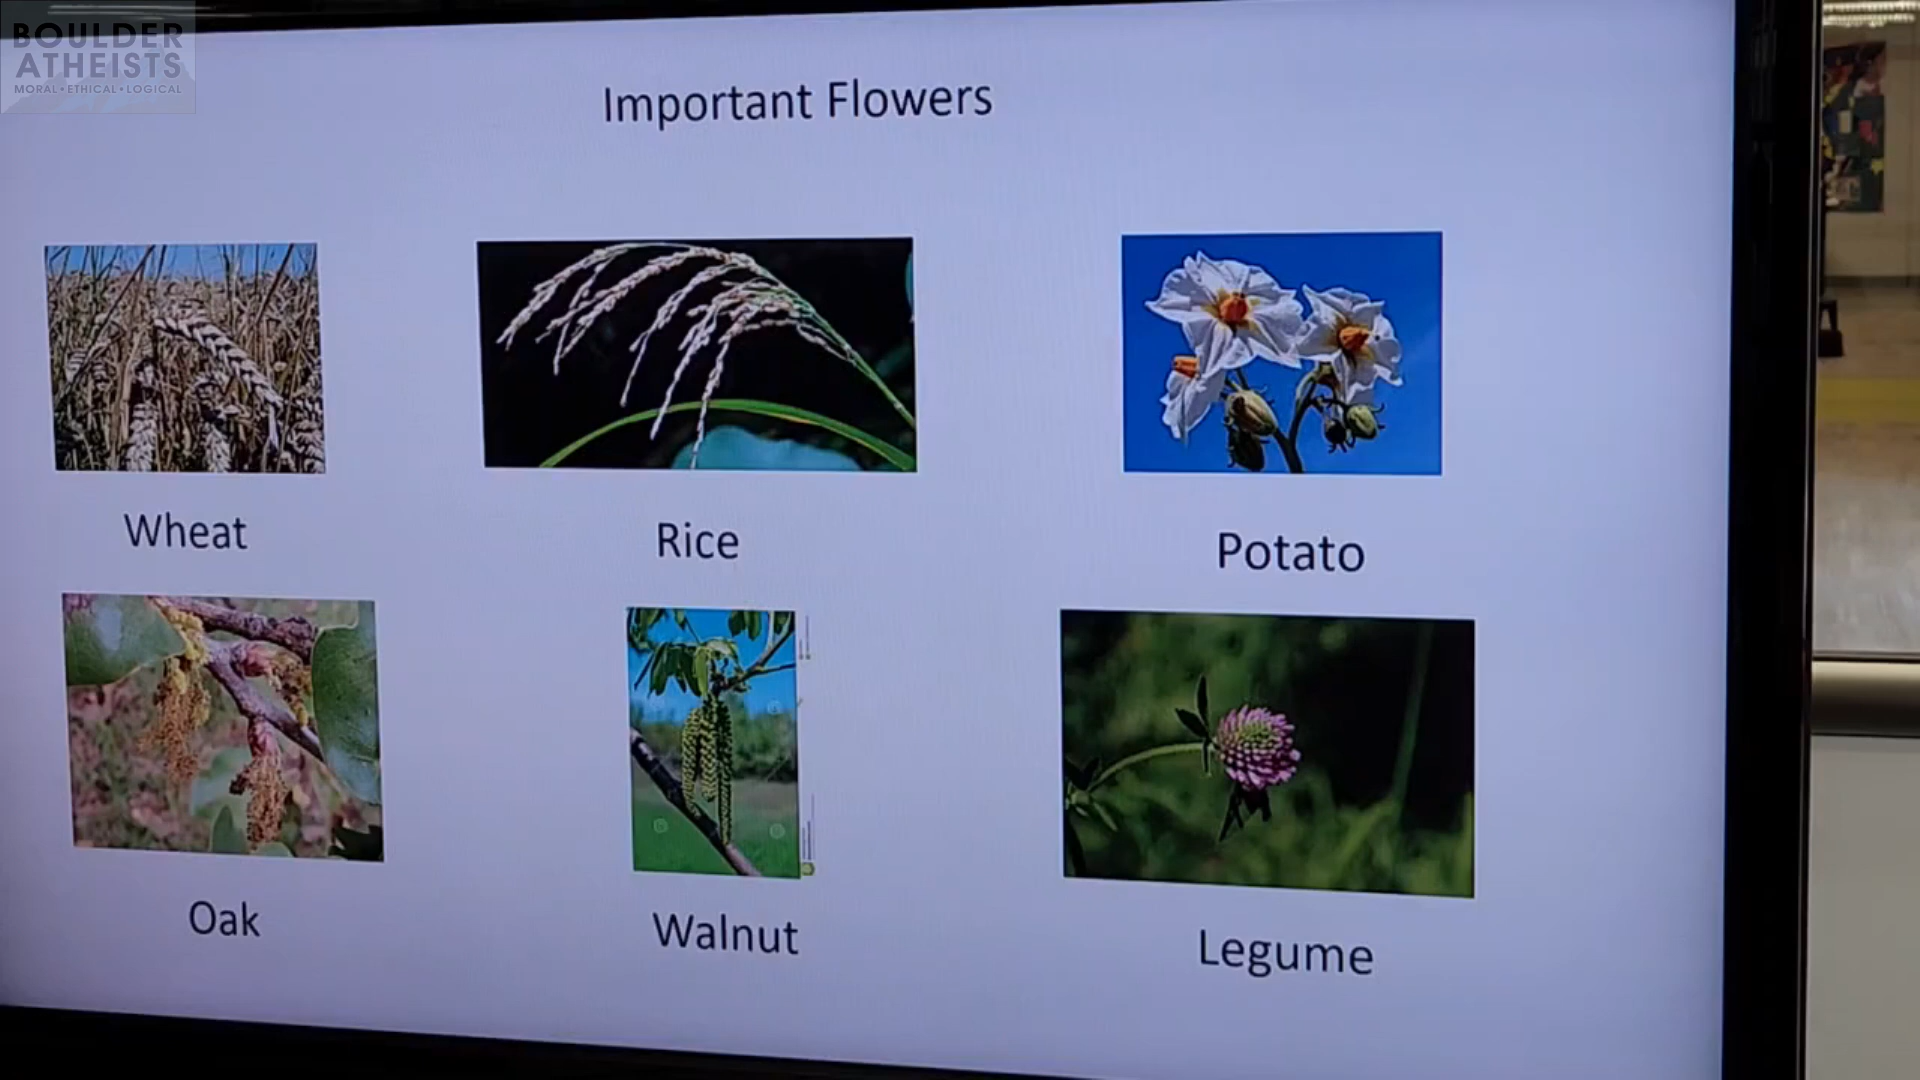 BOULDER
ATHEISTS
MORAL•ETHICAL•LOGICAL
Important Flowers
Wheat
Rice
Potato
Oak
Walnut
Legume